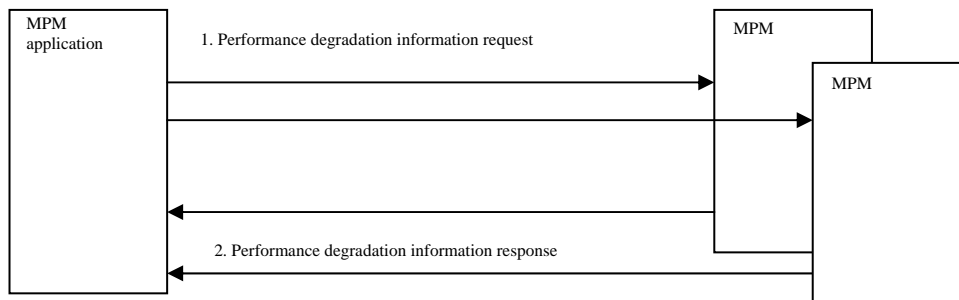 MPM
application
1. Performance degradation information request
MPM
MPM
2. Performance degradation information response